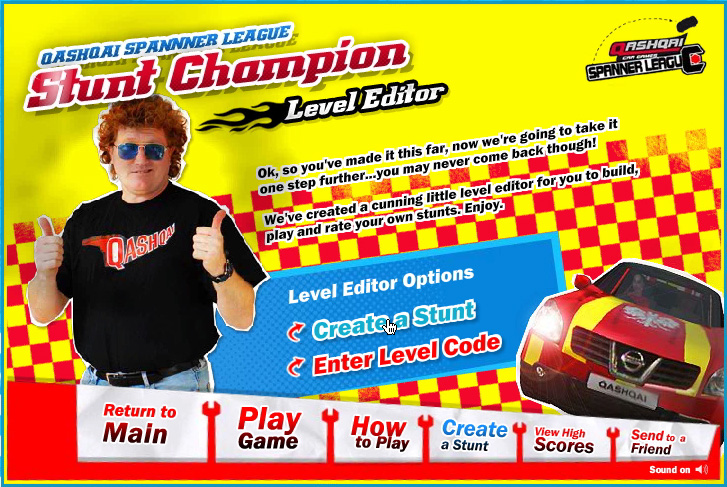 QASHQAI SPANNNER LEAGUE
Stunt Champion
Level Editor
QASHQAI
CAR GAMES
SPANNER LEAGUE
Ok, so you've made it this far, now we're going to take it
one step further...you may never come back though!
We've created a cunning little level editor for you to build,
play and rate your own stunts. Enjoy.
QASHQAI
Level Editor Options
Create a Stunt
Enter Level Code
QASHQAI
Return to
Main
Play
Game
How
to Play
Create
a Stunt
View High
Scores
Send to a
Friend
Sound on